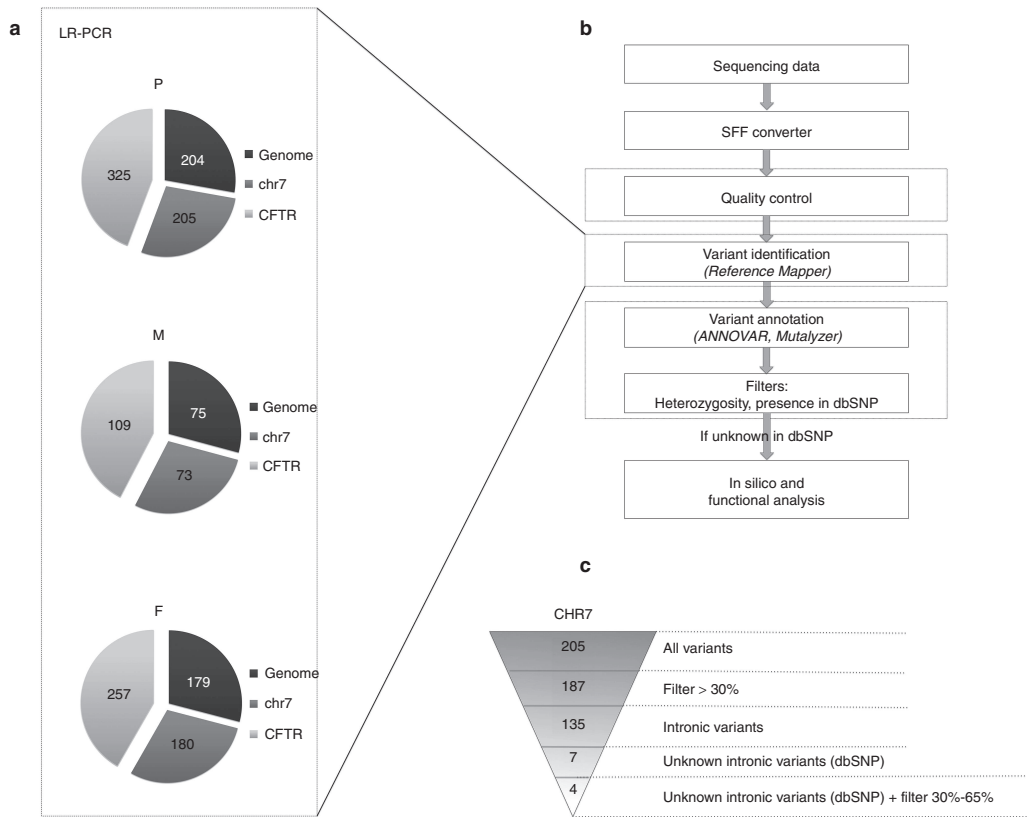 a
LR-PCR
P
325
204
205
Genome
chr7
CFTR
M
109
75
73
Genome
chr7
CFTR
F
257
179
180
Genome
chr7
CFTR
b
Sequencing data
SFF converter
Quality control
Variant identification
(Reference Mapper)
Variant annotation
(ANNOVAR, Mutalyzer)
Filters:
Heterozygosity, presence in dbSNP
If unknown in dbSNP
In silico and
functional analysis
c
CHR7
205 All variants
187 Filter > 30%
135 Intronic variants
7 Unknown intronic variants (dbSNP)
4 Unknown intronic variants (dbSNP) + filter 30%-65%